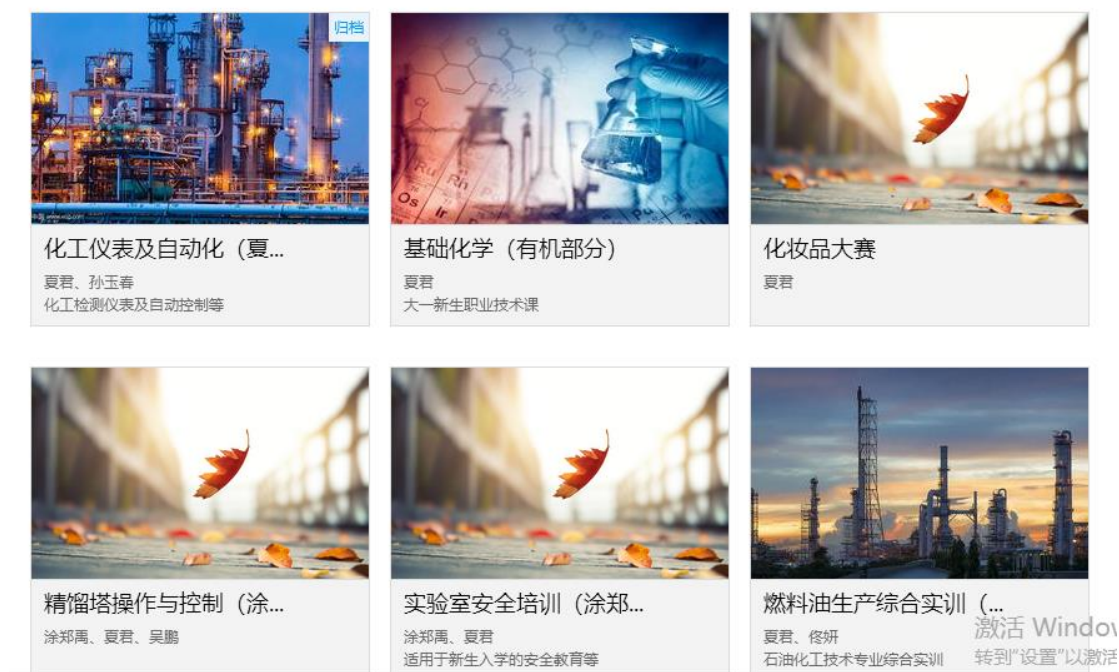 归档
化工仪表及自动化（夏...
夏君、孙玉春
化工检测仪表及自动控制等
基础化学（有机部分）
夏君
大一新生职业技术课
化妆品大赛
夏君
精馏塔操作与控制（涂...
涂郑禹、夏君、吴鹏
实验室安全培训（涂郑...
涂郑禹、夏君
适用于新生入学的安全教育等
燃料油生产综合实训（...
夏君、佟妍
石油化工技术专业综合实训
激活 Window
转到"设置"以激活
Os
Ir
Ru
Rn
Pu